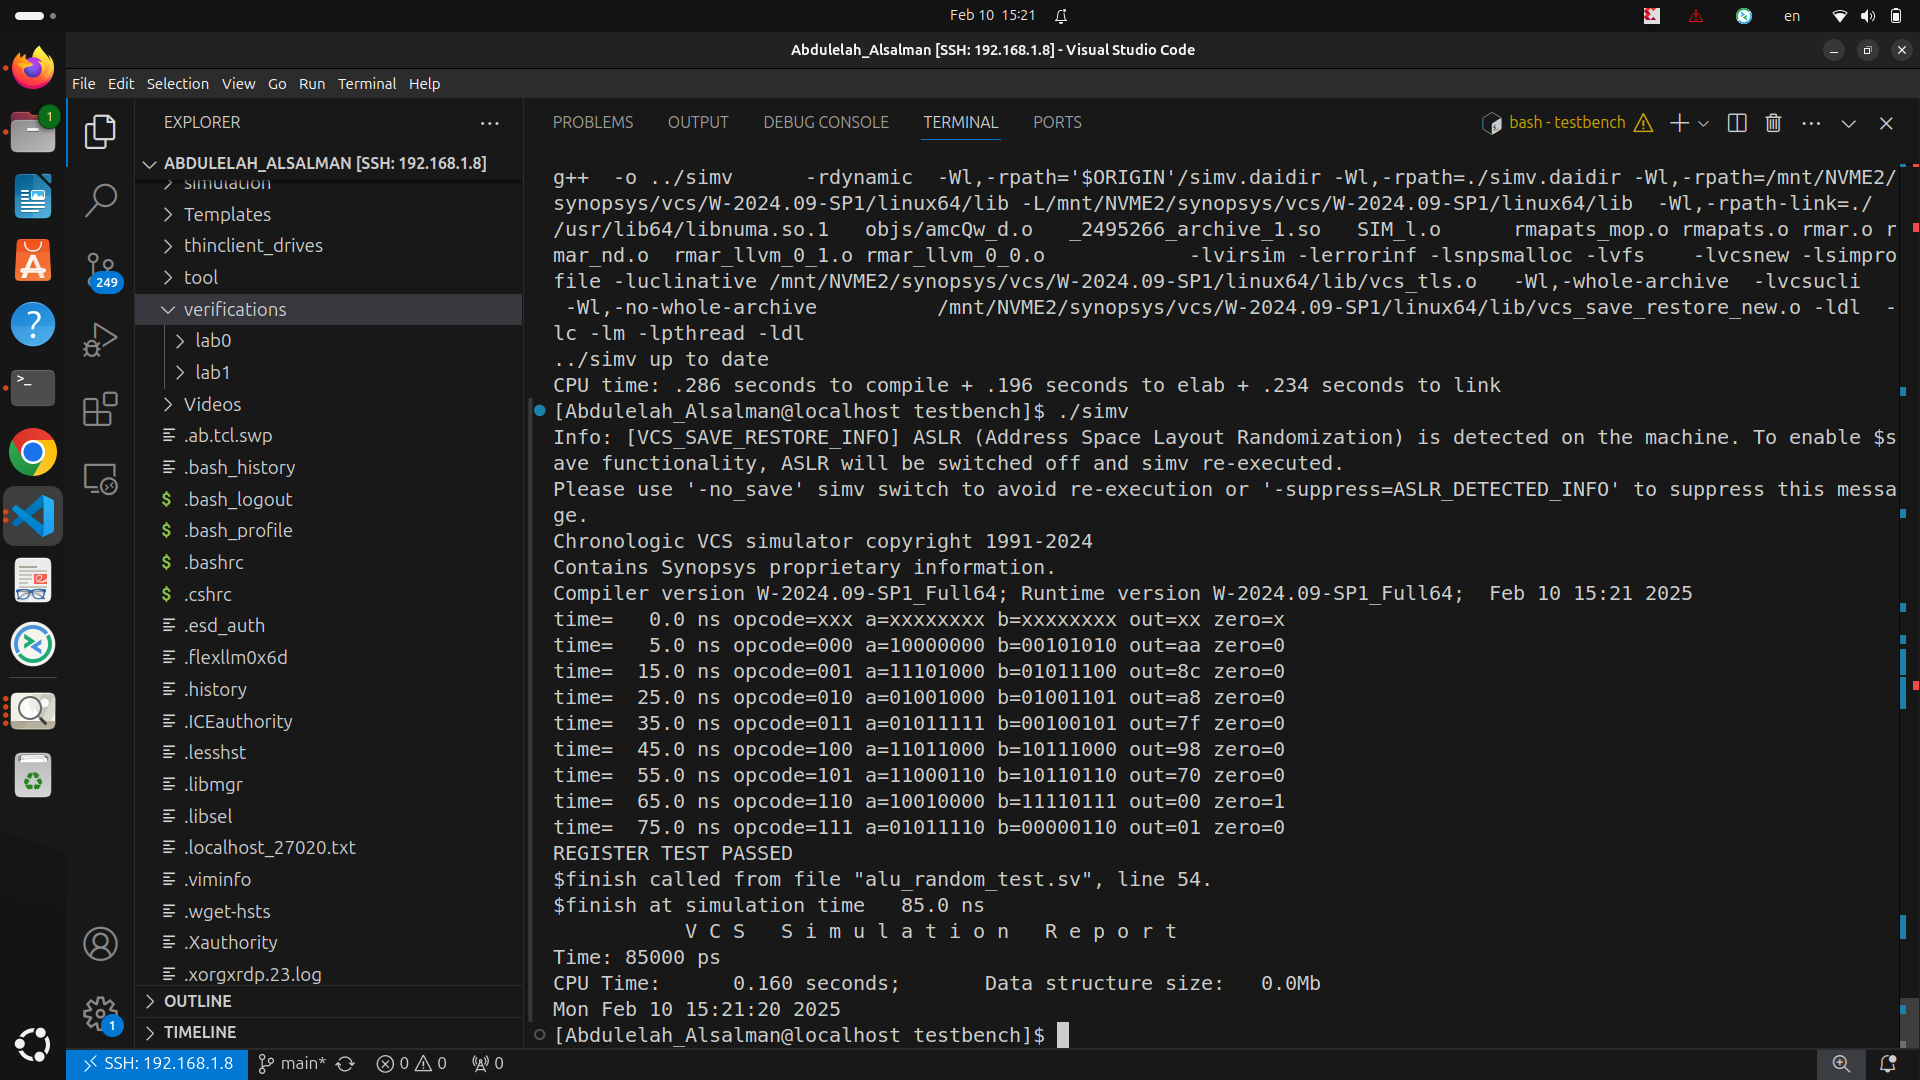 Feb 10 15:21
en
Abdulelah_Alsalman [SSH: 192.168.1.8] - Visual Studio Code
File Edit Selection View Go Run Terminal Help
1
249
1
EXPLORER
ABDULELAH_ALSALMAN [SSH: 192.168.1.8]
simulation
Templates
thinclient_drives
tool
verifications
lab0
lab1
Videos
.ab.tcl.swp
.bash_history
$ .bash_logout
$ .bash_profile
$ .bashrc
$ .cshrc
.esd_auth
.flexllm0x6d
.history
.ICEauthority
.lesshst
.libmgr
.libsel
.localhost_27020.txt
.viminfo
.wget-hsts
.Xauthority
.xorgxrdp.23.log
OUTLINE
TIMELINE
PROBLEMS OUTPUT DEBUG CONSOLE TERMINAL PORTS
bash - testbench
g++  -o ../simv      -rdynamic  -Wl,-rpath='$ORIGIN'/simv.daidir -Wl,-rpath=./simv.daidir -Wl,-rpath=/mnt/NVME2/
synopsys/vcs/W-2024.09-SP1/linux64/lib -L/mnt/NVME2/synopsys/vcs/W-2024.09-SP1/linux64/lib  -Wl,-rpath-link=./
/usr/lib64/libnuma.so.1   objs/amcQw_d.o   _2495266_archive_1.so   SIM_l.o      rmapats_mop.o rmapats.o rmar.o r
mar_nd.o  rmar_llvm_0_1.o rmar_llvm_0_0.o            -lvirsim -lerrorinf -lsnpsmalloc -lvfs    -lvcsnew -lsimpro
file -luclinative /mnt/NVME2/synopsys/vcs/W-2024.09-SP1/linux64/lib/vcs_tls.o   -Wl,-whole-archive  -lvcsucli
-Wl,-no-whole-archive          /mnt/NVME2/synopsys/vcs/W-2024.09-SP1/linux64/lib/vcs_save_restore_new.o -ldl  -
lc -lm -lpthread -ldl
../simv up to date
CPU time: .286 seconds to compile + .196 seconds to elab + .234 seconds to link
[Abdulelah_Alsalman@localhost testbench]$ ./simv
Info: [VCS_SAVE_RESTORE_INFO] ASLR (Address Space Layout Randomization) is detected on the machine. To enable $s
ave functionality, ASLR will be switched off and simv re-executed.
Please use '-no_save' simv switch to avoid re-execution or '-suppress=ASLR_DETECTED_INFO' to suppress this messa
ge.
Chronologic VCS simulator copyright 1991-2024
Contains Synopsys proprietary information.
Compiler version W-2024.09-SP1_Full64; Runtime version W-2024.09-SP1_Full64;  Feb 10 15:21 2025
time=   0.0 ns opcode=xxx a=xxxxxxxx b=xxxxxxxx out=xx zero=x
time=   5.0 ns opcode=000 a=10000000 b=00101010 out=aa zero=0
time=  15.0 ns opcode=001 a=11101000 b=01011100 out=8c zero=0
time=  25.0 ns opcode=010 a=01001000 b=01001101 out=a8 zero=0
time=  35.0 ns opcode=011 a=01011111 b=00100101 out=7f zero=0
time=  45.0 ns opcode=100 a=11011000 b=10111000 out=98 zero=0
time=  55.0 ns opcode=101 a=11000110 b=10110110 out=70 zero=0
time=  65.0 ns opcode=110 a=10010000 b=11110111 out=00 zero=1
time=  75.0 ns opcode=111 a=01011110 b=00000110 out=01 zero=0
REGISTER TEST PASSED
$finish called from file "alu_random_test.sv", line 54.
$finish at simulation time   85.0 ns
V C S   S i m u l a t i o n   R e p o r t
Time: 85000 ps
CPU Time:      0.160 seconds;       Data structure size:   0.0Mb
Mon Feb 10 15:21:20 2025
[Abdulelah_Alsalman@localhost testbench]$
SSH: 192.168.1.8 main* 0 0 0